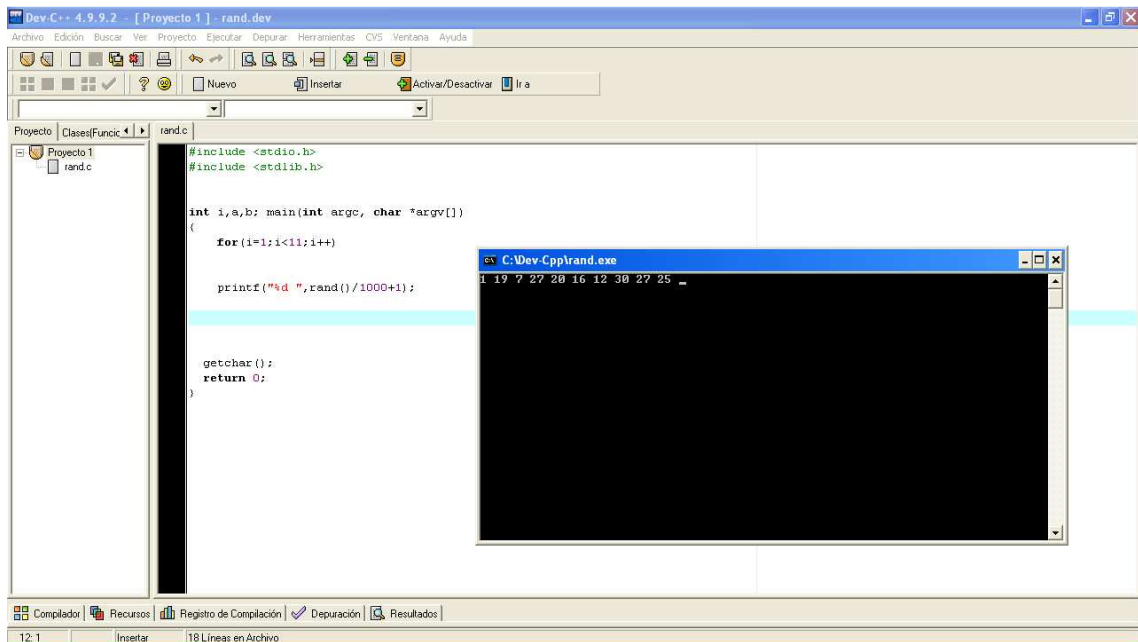 Dev-C++ 4.9.9.2 - [ Proyecto 1 ] - rand.dev
Archivo Edición Buscar Ver Proyecto Ejecutar Depurar Herramientas CVS Ventana Ayuda
Nuevo Insertar Activar/Desactivar Ir a
Proyecto Clases(Funcic rand.c
Proyecto 1
rand.c
#include <stdio.h>
#include <stdlib.h>
int i,a,b; main(int argc, char *argv[])
{
for(i=1;i<11;i++)
printf("%d ",rand()/1000+1);
getchar();
return 0;
}
C:\Dev-Cpp\rand.exe
1 19 7 27 20 16 12 30 27 25 _
Compilador Recursos Registro de Compilación Depuración Resultados
12: 1 Insertar 18 Líneas en Archivo